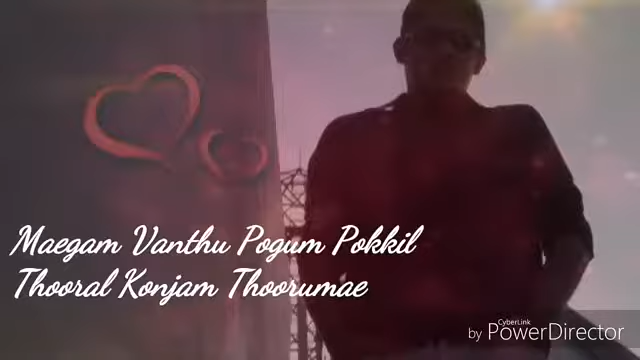 Maegam Vanthu Pogum Pokkil
Thooral Konjam Thoorumae
CyberLink
by PowerDirector